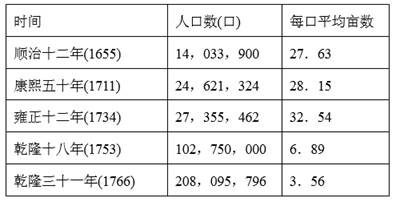 时间 人口数(口) 每口平均亩数
顺治十二年(1655) 14，033，900 27．63
康熙五十年(1711) 24，621，324 28．15
雍正十二年(1734) 27，355，462 32．54
乾隆十八年(1753) 102，750，000 6．89
乾隆三十一年(1766) 208，095，796 3．56